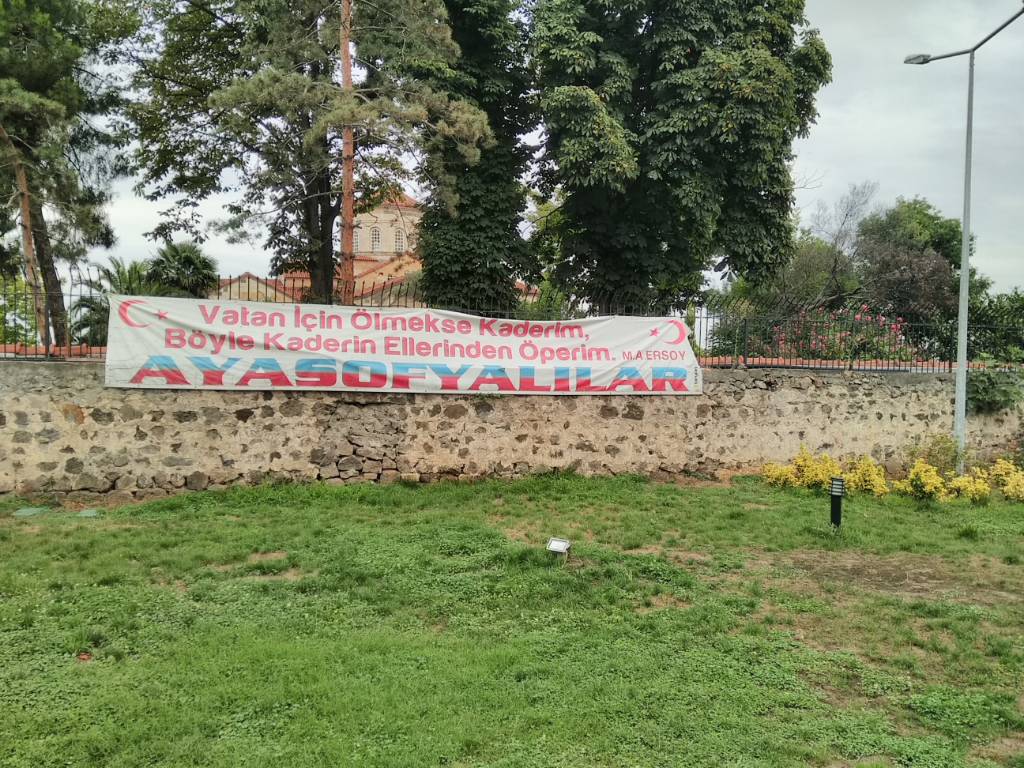 Vatan İçin Ölmekse Kaderim,
Böyle Kaderin Ellerinden Öperim. M.A ERSOY
AYASOFYALILAR